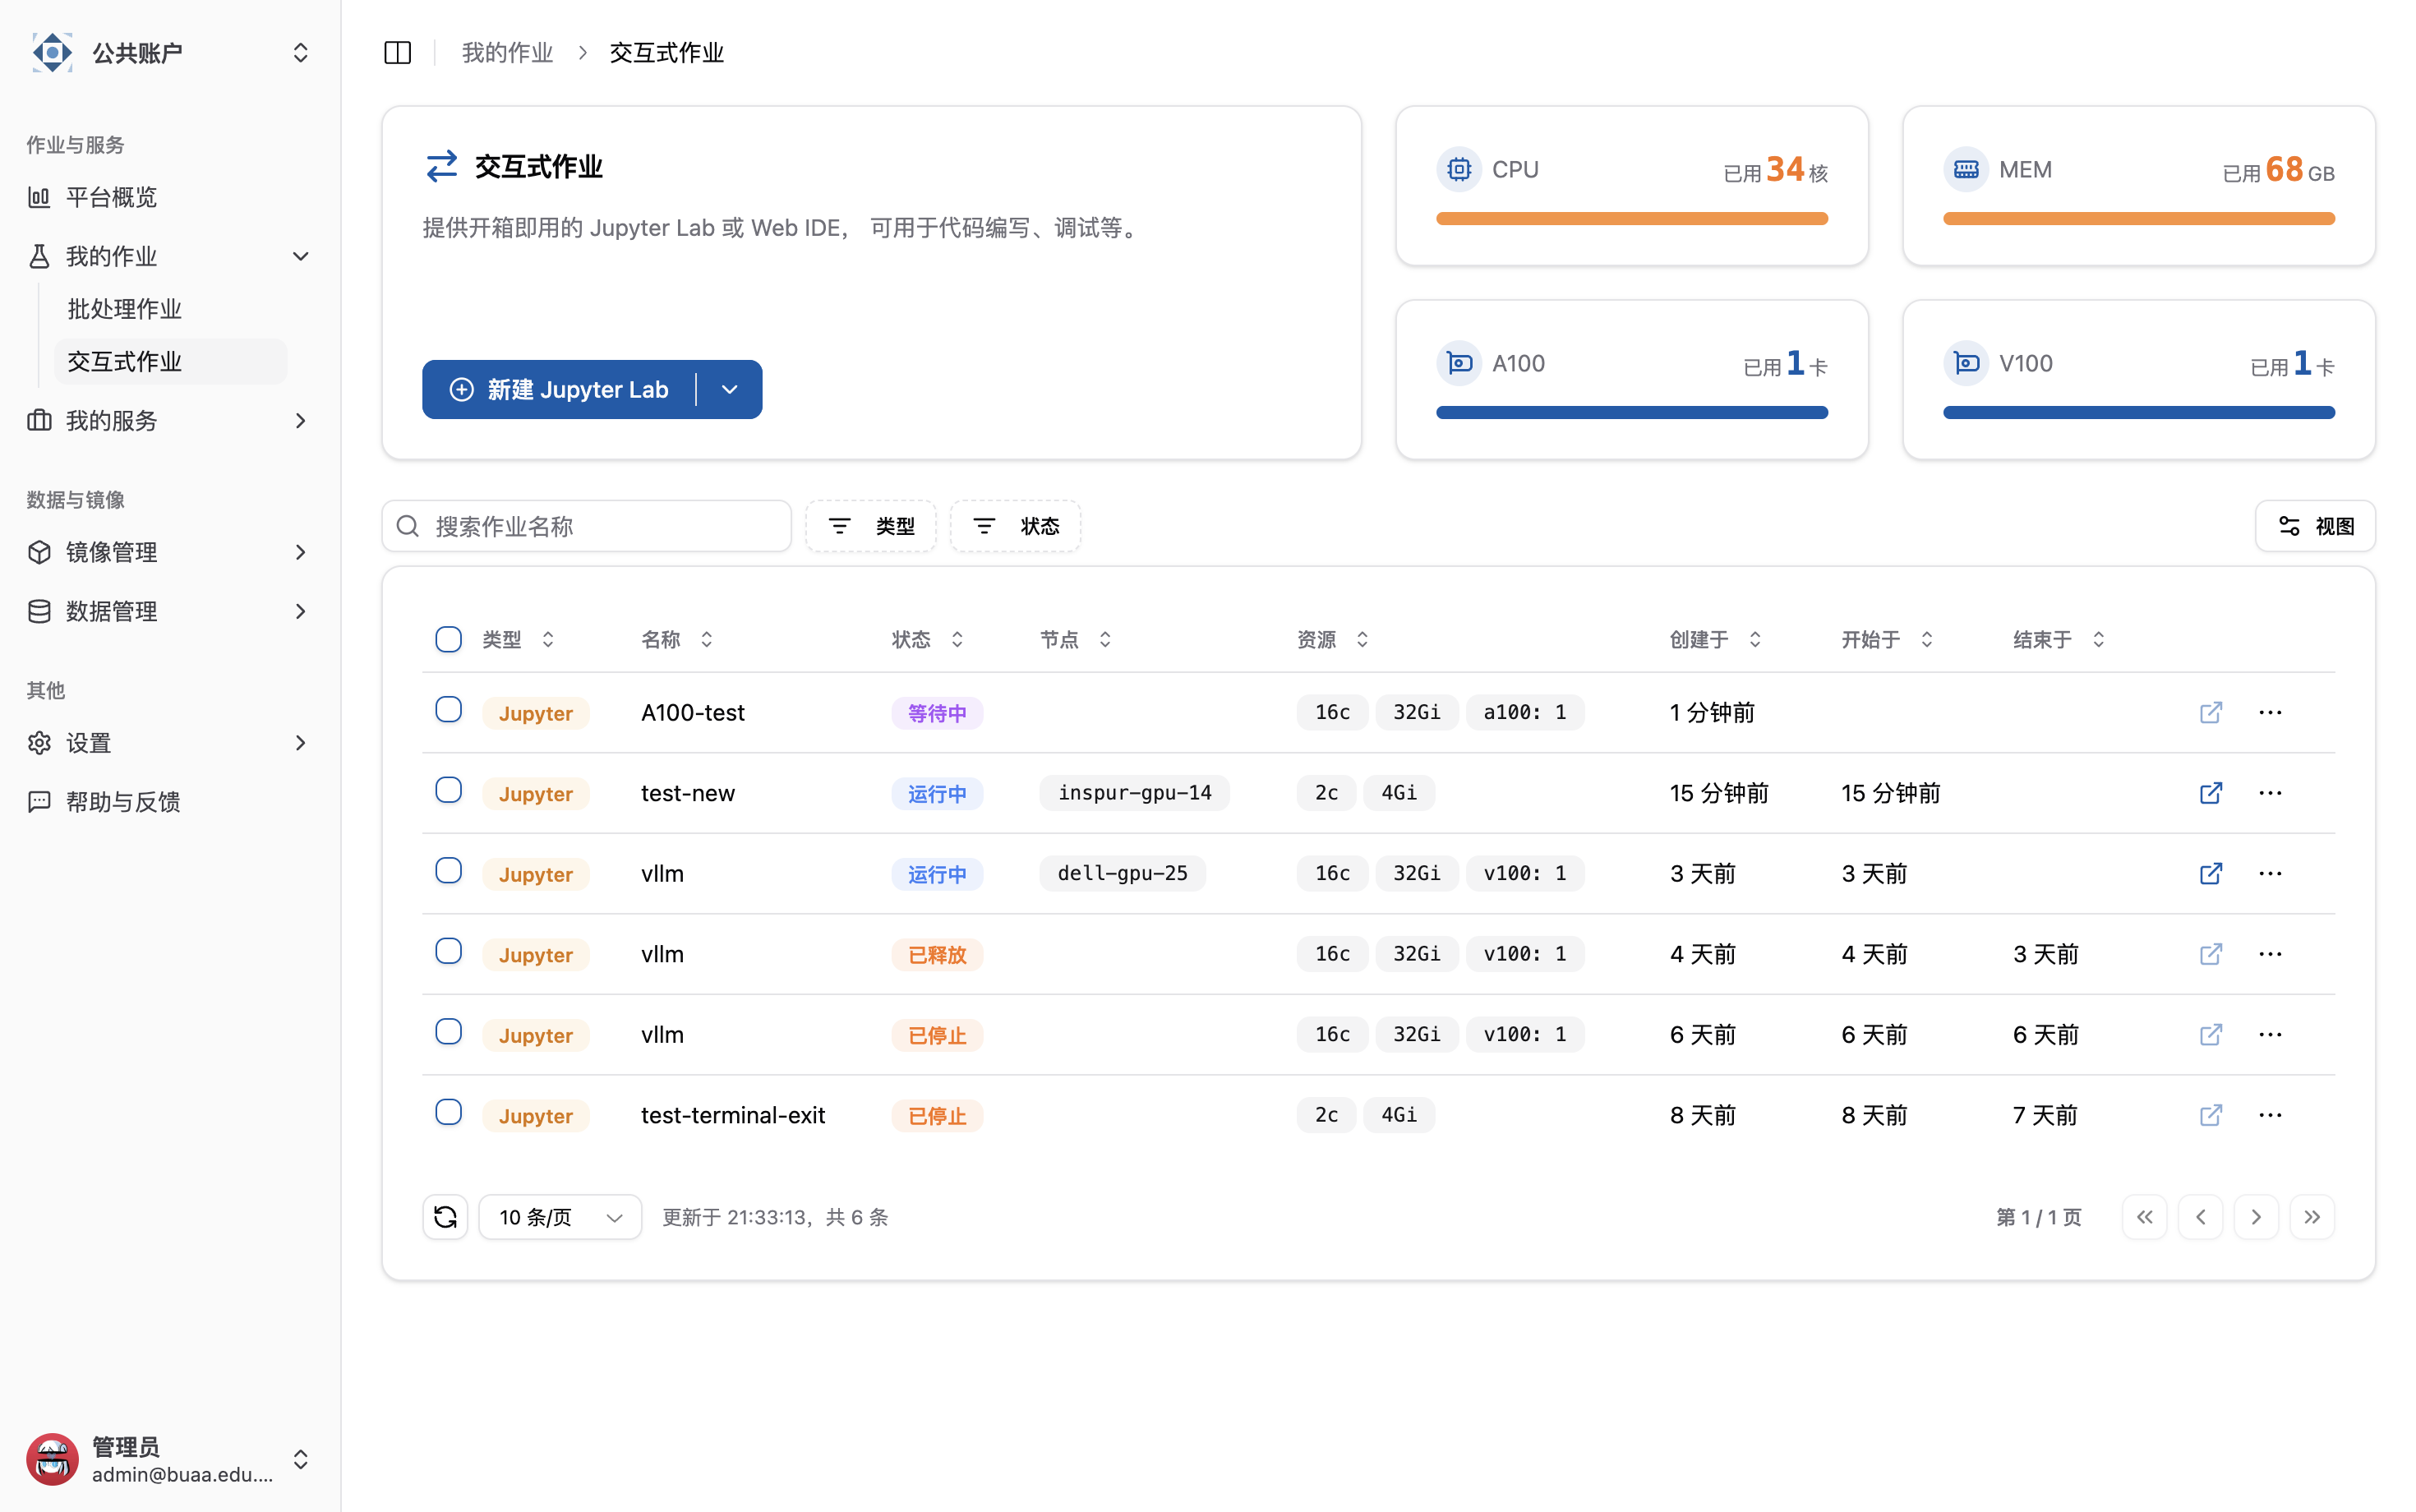 公共账户
作业与服务
平台概览
我的作业
批处理作业
交互式作业
我的服务
数据与镜像
镜像管理
数据管理
其他
设置
帮助与反馈
管理员
admin@buaa.edu....
我的作业 > 交互式作业
交互式作业
提供开箱即用的 Jupyter Lab 或 Web IDE， 可用于代码编写、调试等。
新建 Jupyter Lab
CPU 已用 34 核
MEM 已用 68 GB
A100 已用 1 卡
V100 已用 1 卡
搜索作业名称 类型 状态 视图
类型 名称 状态 节点 资源 创建于 开始于 结束于
Jupyter A100-test 等待中 16c 32Gi a100: 1 1 分钟前
Jupyter test-new 运行中 inspur-gpu-14 2c 4Gi 15 分钟前 15 分钟前
Jupyter vllm 运行中 dell-gpu-25 16c 32Gi v100: 1 3 天前 3 天前
Jupyter vllm 已释放 16c 32Gi v100: 1 4 天前 4 天前 3 天前
Jupyter vllm 已停止 16c 32Gi v100: 1 6 天前 6 天前 6 天前
Jupyter test-terminal-exit 已停止 2c 4Gi 8 天前 8 天前 7 天前
10 条/页 更新于 21:33:13，共 6 条 第 1 / 1 页